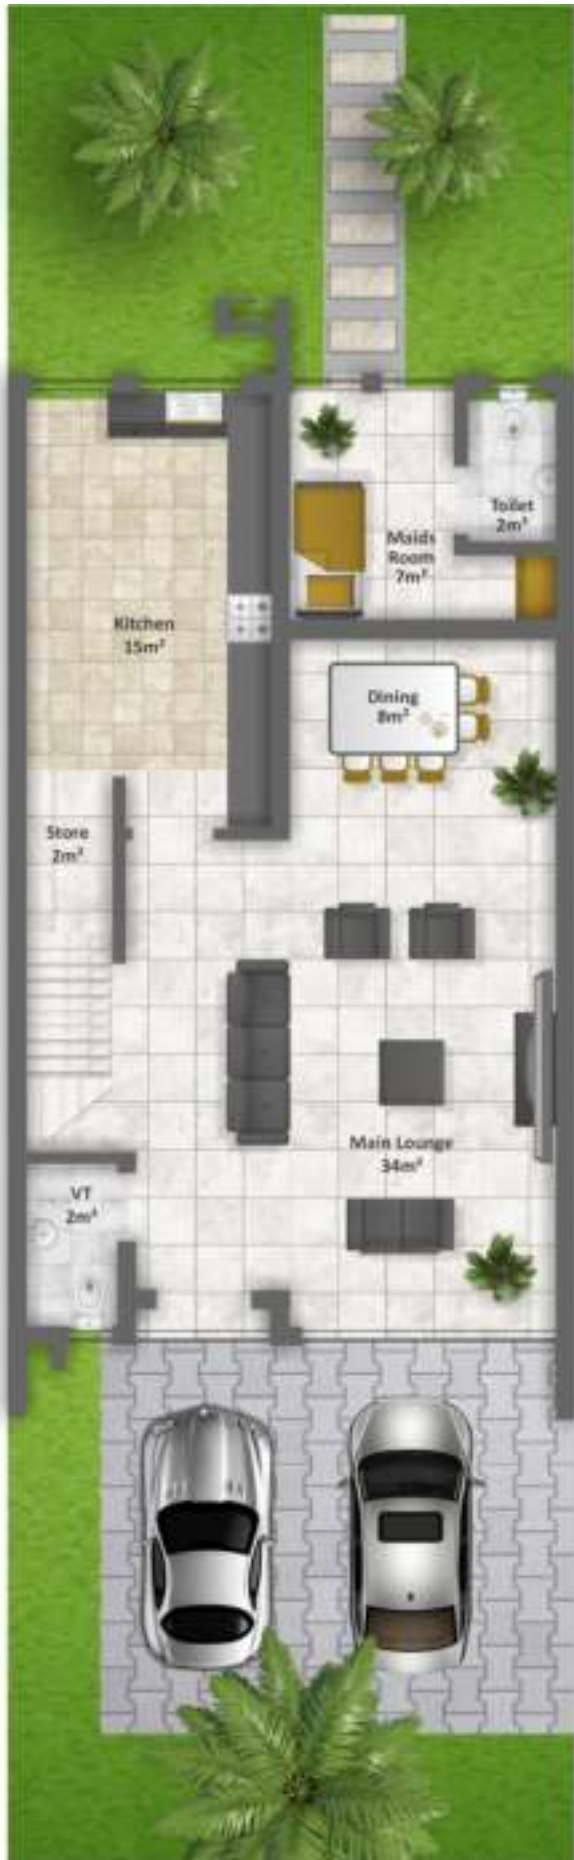 Toilet
2m²
Maids
Room
7m²
Kitchen
15m²
Dining
8m²
Store
2m²
Main Lounge
34m²
VT
2m²